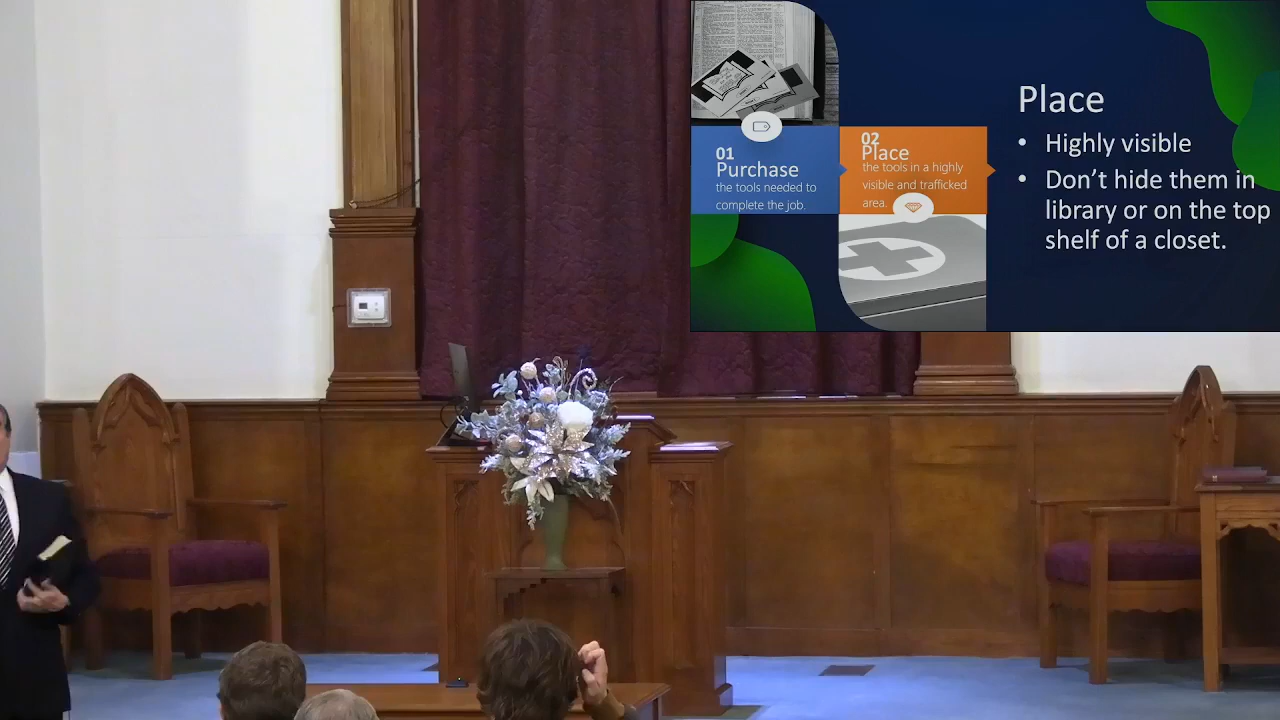 01
Purchase
the tools needed to
complete the job.
02
Place
the tools in a highly
visible and trafficked
area.
Place
• Highly visible
• Don’t hide them in
library or on the top
shelf of a closet.